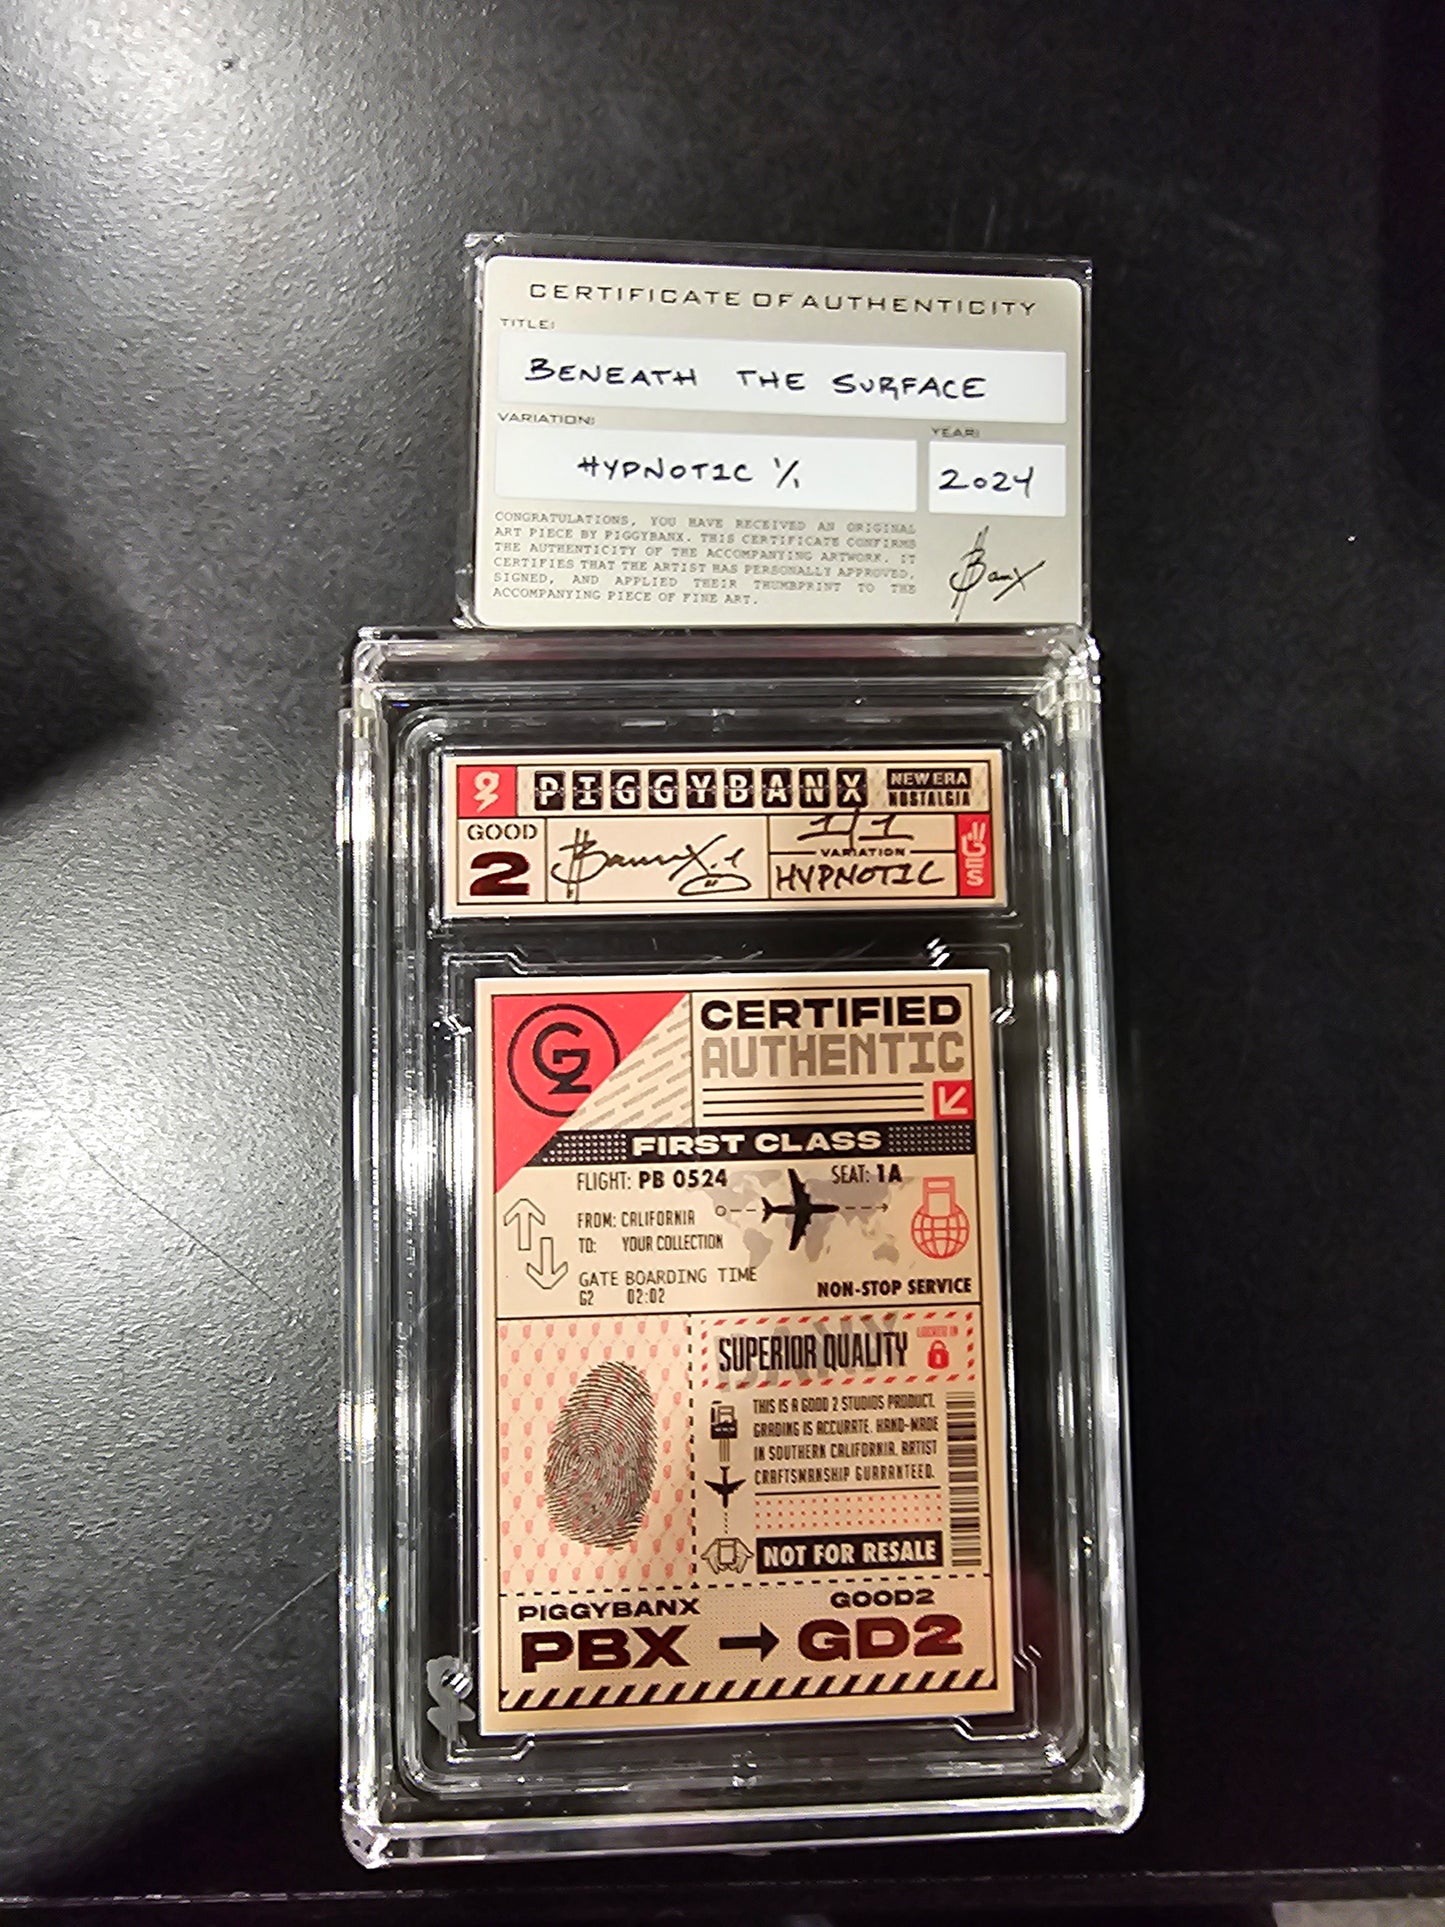 CERTIFICATE OF AUTHENTICITY
TITLE:
BENEATH THE SURFACE
VARIATION:
YEAR:
HYPNOTIC 1/1
2024
CONGRATULATIONS, YOU HAVE RECEIVED AN ORIGINAL
ART PIECE BY PIGGYBANX. THIS CERTIFICATE CONFIRMS
THE AUTHENTICITY OF THE ACCOMPANYING ARTWORK. IT
CERTIFIES THAT THE ARTIST HAS PERSONALLY APPROVED,
SIGNED, AND APPLIED THEIR THUMBPRINT TO THE
ACCOMPANYING PIECE OF FINE ART.
BanX
PIGGYBANX
NEW ERA
NOSTALGIA
GOOD
2
1/1
VARIATION
HYPNOTIC
G2
CERTIFIED
AUTHENTIC
FIRST CLASS
FLIGHT: PB 0524
SEAT: 1A
FROM: CALIFORNIA
TO: YOUR COLLECTION
GATE BOARDING TIME
G2 02:02
NON-STOP SERVICE
SUPERIOR QUALITY
LOCKED IN
THIS IS A GOOD 2 STUDIOS PRODUCT.
GRADING IS ACCURATE. HAND-MADE
IN SOUTHERN CALIFORNIA. ARTIST
CRAFTSMANSHIP GUARANTEED.
NOT FOR RESALE
PIGGYBANX
GOOD2
PBX → GD2